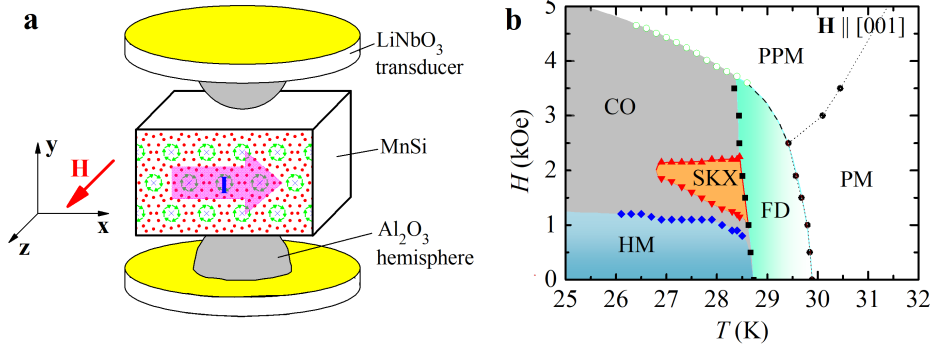 a
LiNbO3
transducer
H
y
x
z
I
MnSi
Al2O3
hemisphere
b
H || [001]
PPM
CO
SKX
FD
PM
HM
H (kOe)
5
4
3
2
1
0
25 26 27 28 29 30 31 32
T (K)